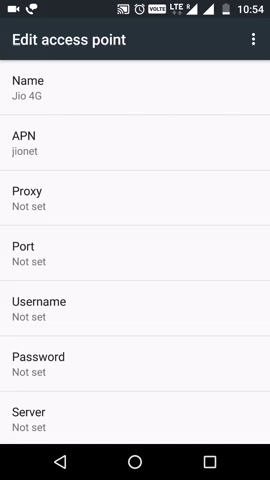 VOLTE LTE R 10:54
Edit access point
Name
Jio 4G
APN
jionet
Proxy
Not set
Port
Not set
Username
Not set
Password
Not set
Server
Not set